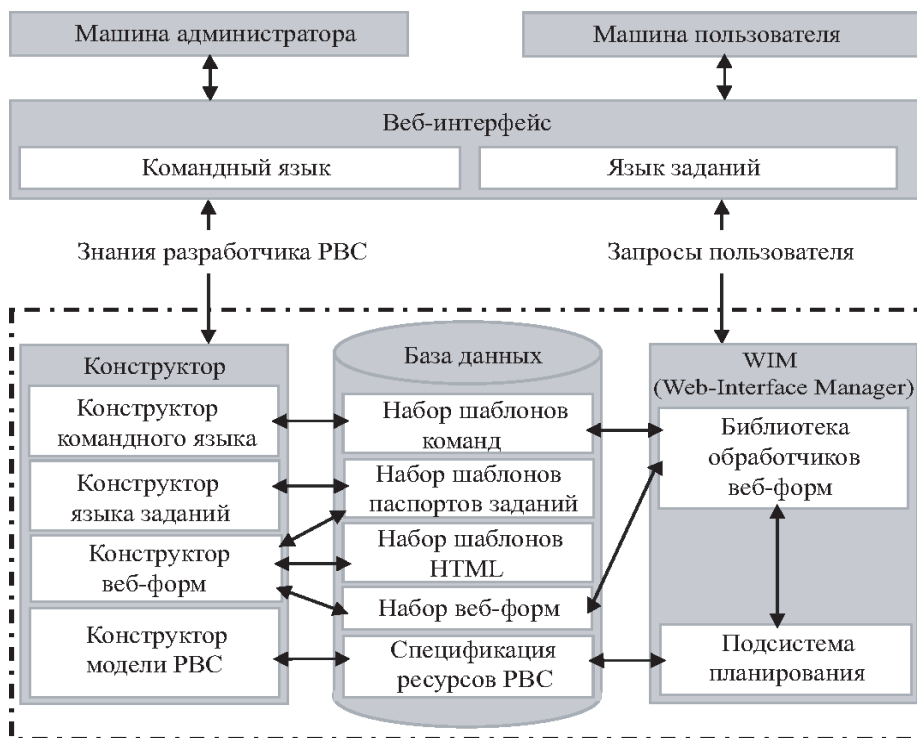 Машина администратора
Машина пользователя
Веб-интерфейс
Командный язык
Язык заданий
Знания разработчика РВС
Запросы пользователя
Конструктор
Конструктор
командного языка
Конструктор
языка заданий
Конструктор
веб-форм
Конструктор
модели РВС
База данных
Набор шаблонов
команд
Набор шаблонов
паспортов заданий
Набор шаблонов
HTML
Набор веб-форм
Спецификация
ресурсов РВС
WIM
(Web-Interface Manager)
Библиотека
обработчиков
веб-форм
Подсистема
планирования